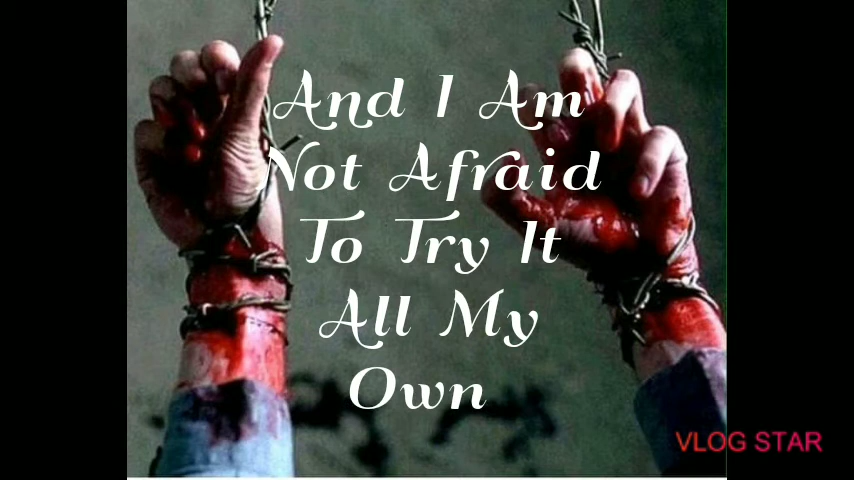 And I Am
Not Afraid
To Try It
All My
Own
VLOG STAR